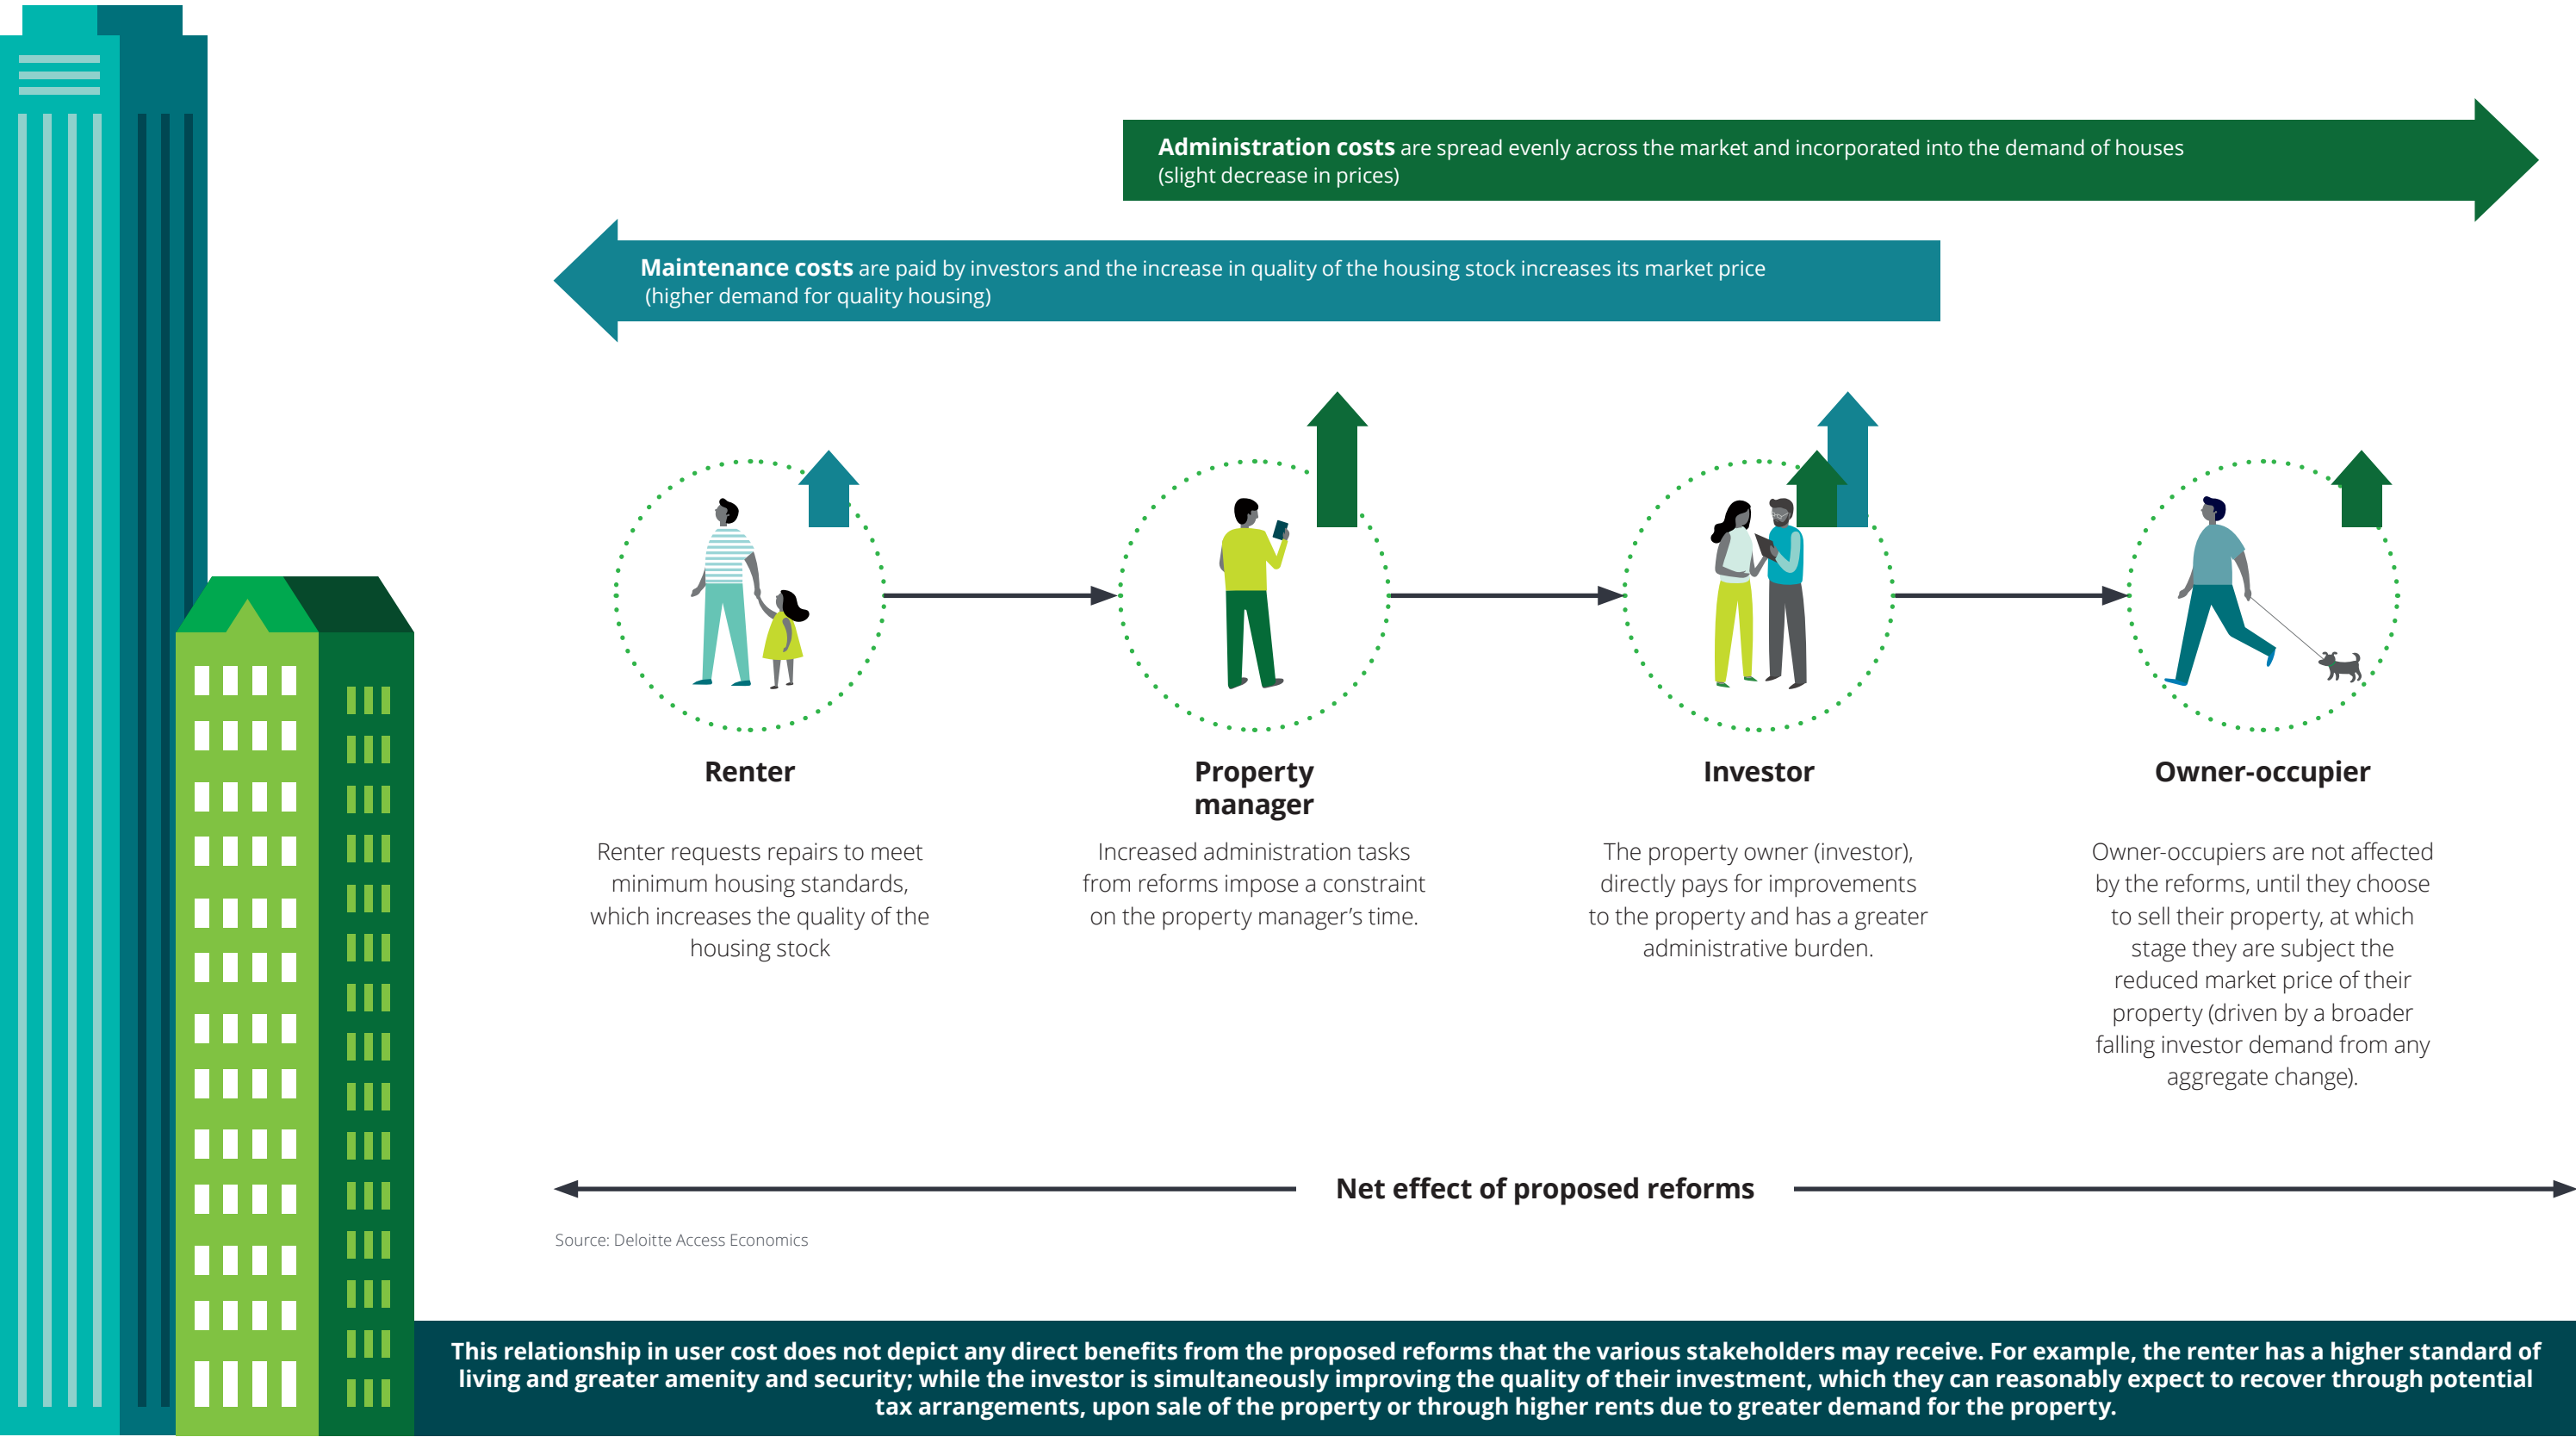 Administration costs are spread evenly across the market and incorporated into the demand of houses
(slight decrease in prices)
Maintenance costs are paid by investors and the increase in quality of the housing stock increases its market price
(higher demand for quality housing)
Renter
Renter requests repairs to meet
minimum housing standards,
which increases the quality of the
housing stock
Property
manager
Increased administration tasks
from reforms impose a constraint
on the property manager’s time.
Investor
The property owner (investor),
directly pays for improvements
to the property and has a greater
administrative burden.
Owner-occupier
Owner-occupiers are not affected
by the reforms, until they choose
to sell their property, at which
stage they are subject the
reduced market price of their
property (driven by a broader
falling investor demand from any
aggregate change).
Net effect of proposed reforms
Source: Deloitte Access Economics
This relationship in user cost does not depict any direct benefits from the proposed reforms that the various stakeholders may receive. For example, the renter has a higher standard of
living and greater amenity and security; while the investor is simultaneously improving the quality of their investment, which they can reasonably expect to recover through potential
tax arrangements, upon sale of the property or through higher rents due to greater demand for the property.